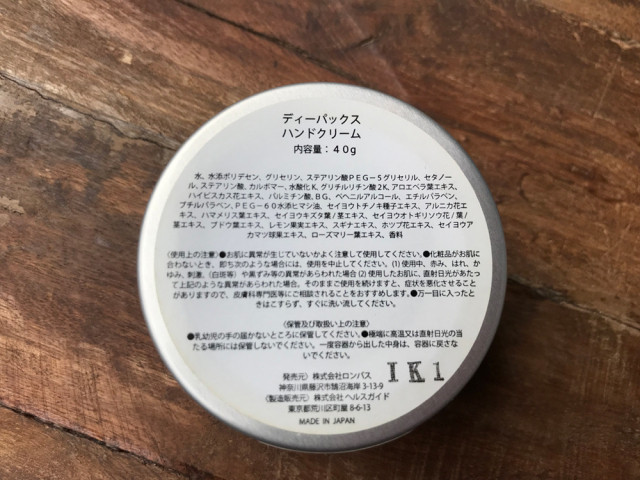 ディーパックス
ハンドクリーム
内容量：４０g
水、水添ポリデセン、グリセリン、ステアリン酸ＰＥＧ－５グリセリル、セタノー
ル、ステアリン酸、カルボマー、水酸化Ｋ、グリチルリチン酸２Ｋ、アロエベラ葉エキス、
ハイビスカス花エキス、パルミチン酸、ＢＧ、ベヘニルアルコール、エチルパラベン、
ブチルパラベン、ＰＥＧ－６０水添ヒマシ油、セイヨウトチノキ種子エキス、アルニカ花エ
キス、ハマメリス葉エキス、セイヨウキズタ葉/茎エキス、セイヨウオトギリソウ花/葉/
茎エキス、ブドウ葉エキス、レモン果実エキス、スギナエキス、ホップ花エキス、セイヨウア
カマツ球果エキス、ローズマリー葉エキス、香料
〈使用上の注意〉●お肌に異常が生じていないかよく注意して使用してください。●化粧品がお肌に
合わないとき、即ち次のような場合には、使用を中止してください。(1) 使用中、赤み、はれ、か
ゆみ、刺激、色抜け（白斑等）や黒ずみ等の異常があらわれた場合 (2) 使用したお肌に、直射日光があたっ
て上記のような異常があらわれた場合、そのままご使用を続けますと、症状を悪化させること
がありますので、皮膚科専門医等にご相談されることをおすすめします。●万一目に入ったと
きはこすらず、すぐに洗い流してください。
〈保管及び取扱い上の注意〉
●乳幼児の手の届かないところに保管してください。●極端に高温又は直射日光の当
たる場所には保管しないでください。一度容器から出した中身は、容器に戻さな
いでください。
発売元〉株式会社ロンパス
神奈川県藤沢市鵠沼海岸 3-13-9
〈製造販売元〉株式会社 ヘルスガイド
東京都荒川区町屋 8-6-13
MADE IN JAPAN
IK1